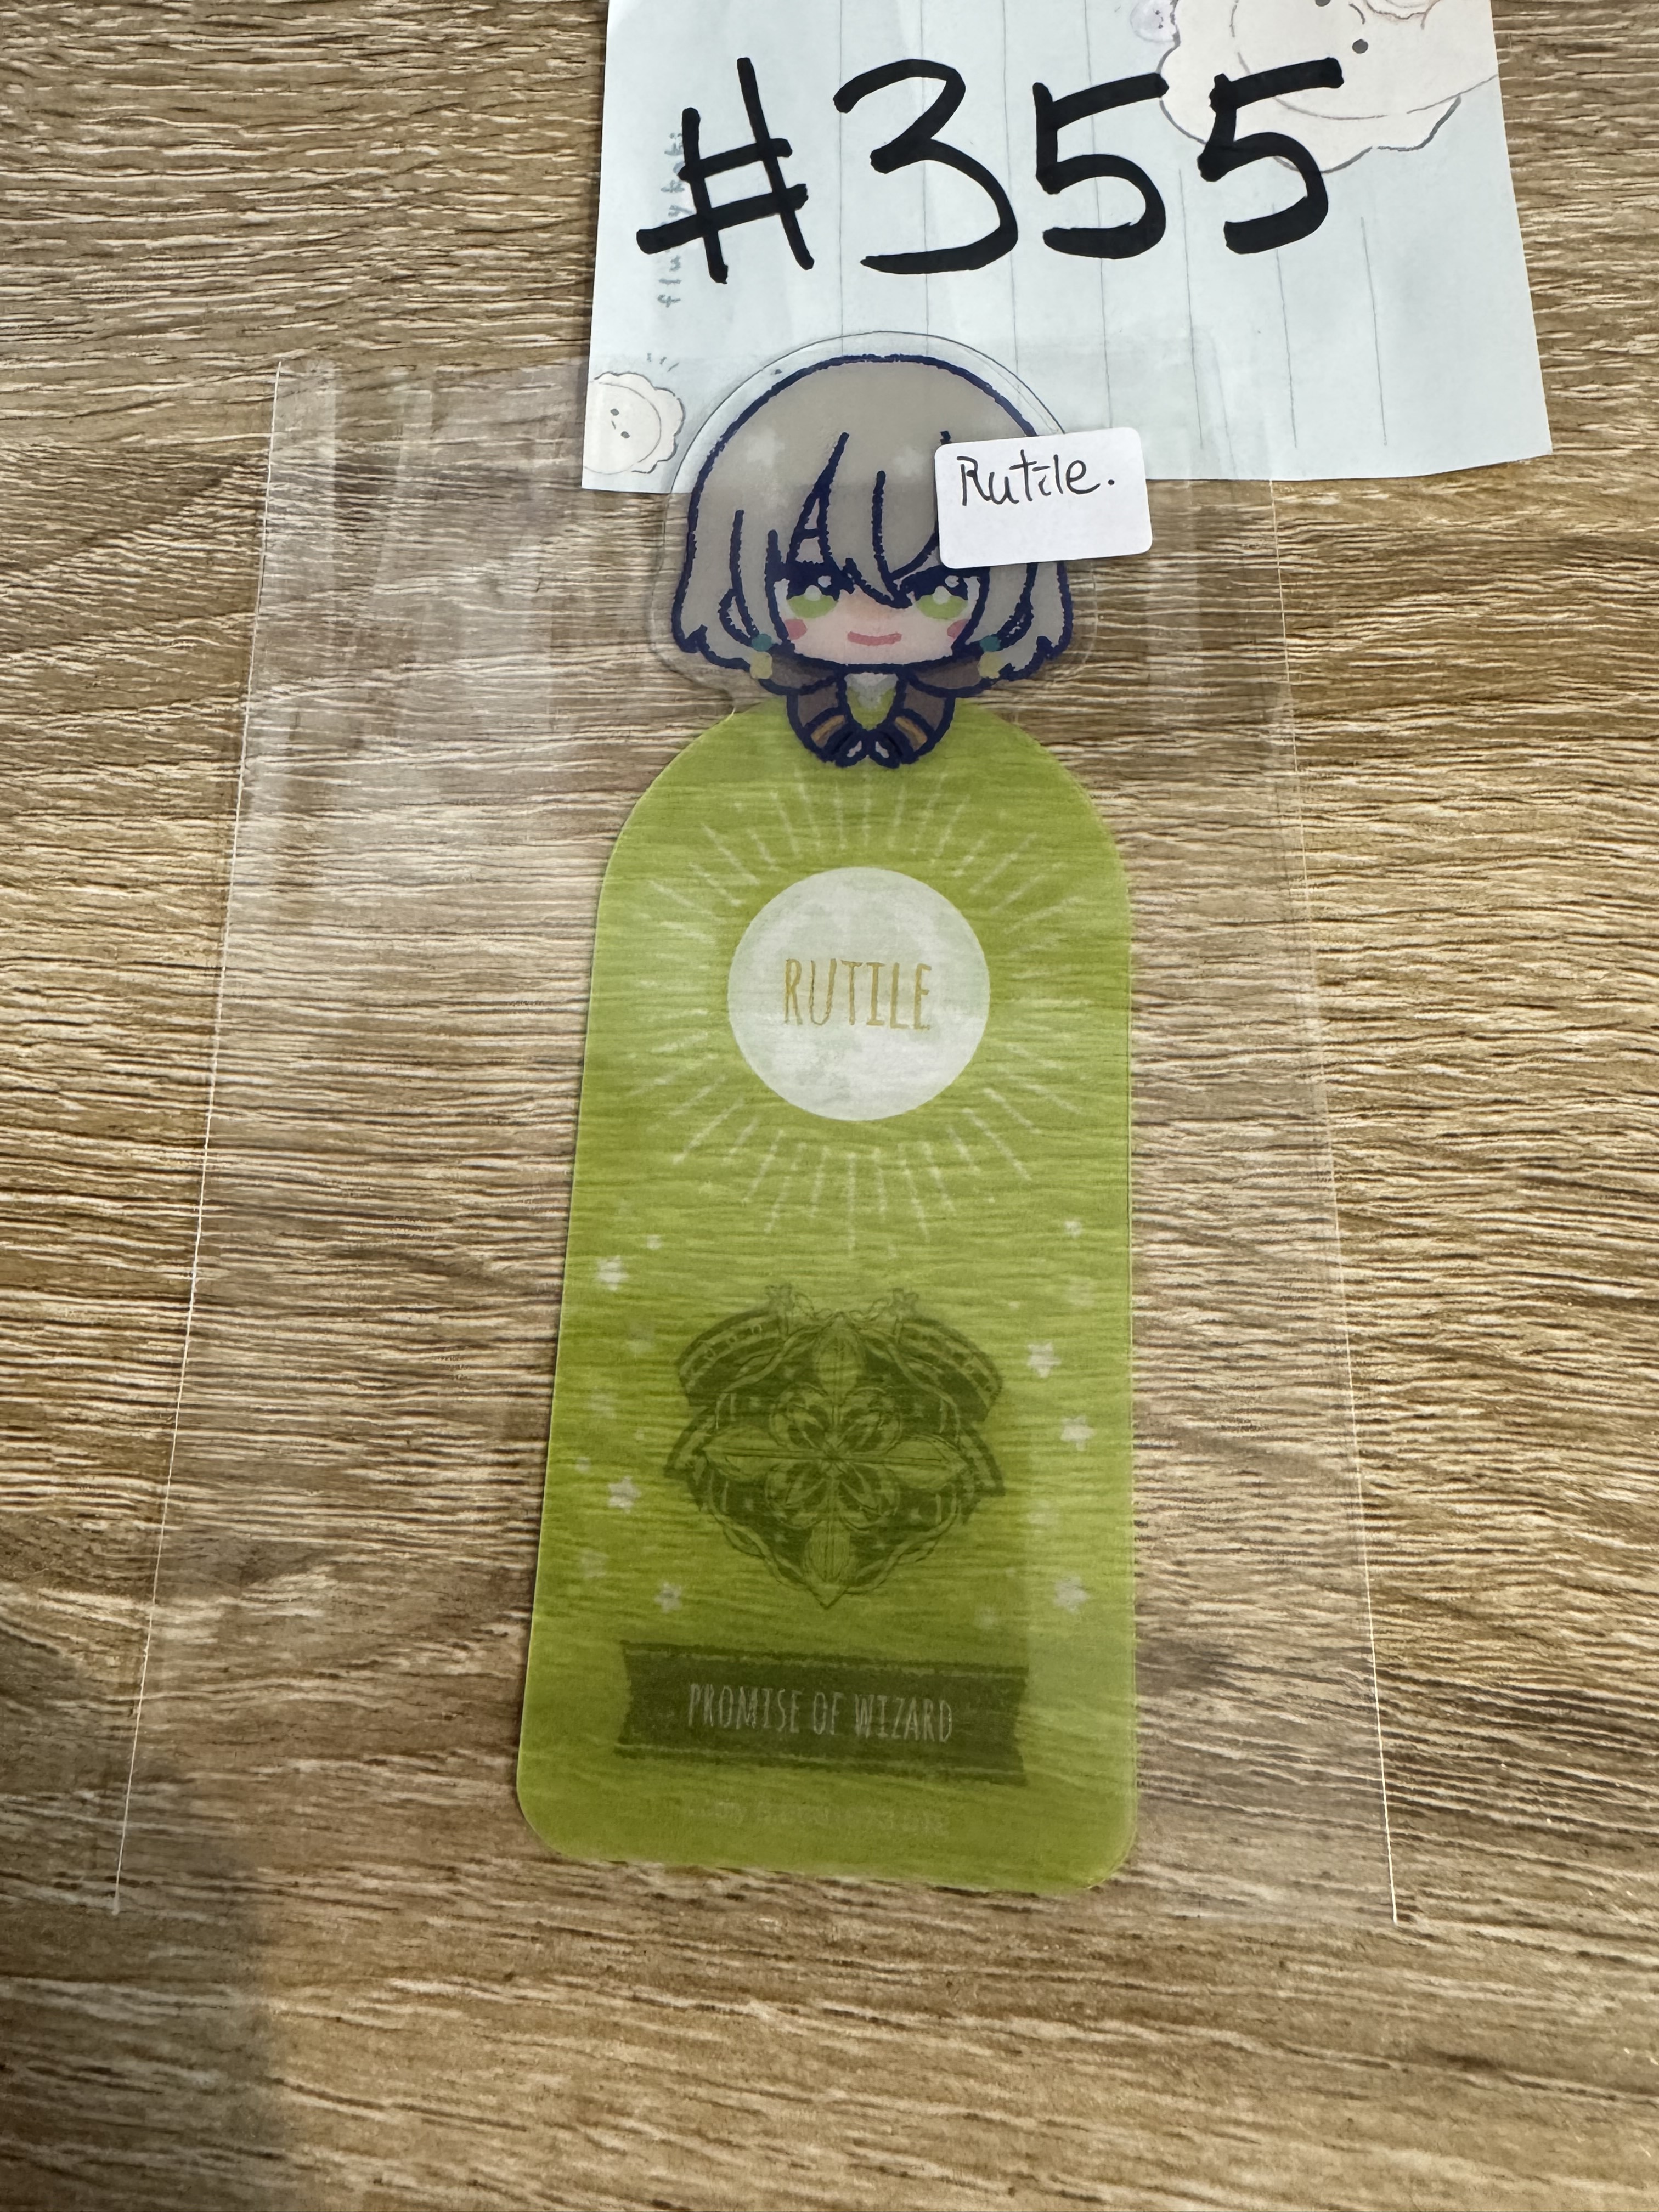 #355
Rutile.
RUTILE
PROMISE OF WIZARD